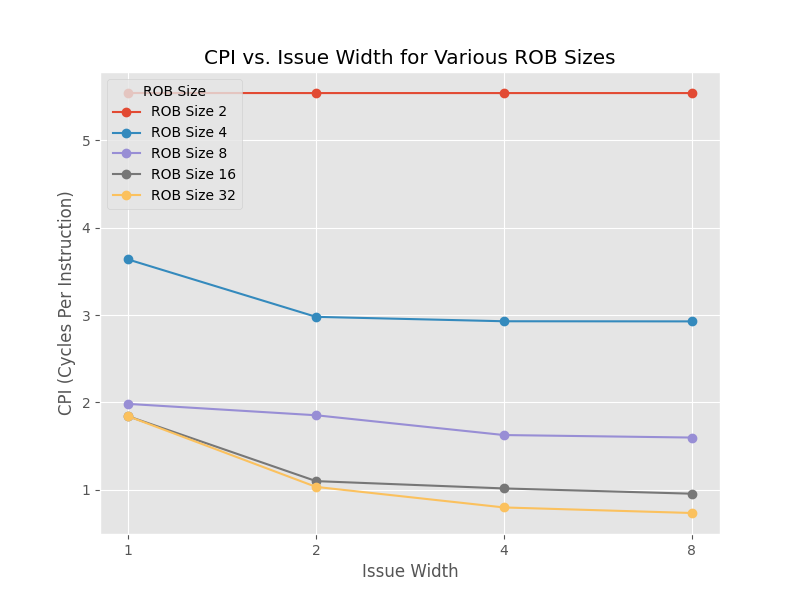 CPI vs. Issue Width for Various ROB Sizes
ROB Size
ROB Size 2
ROB Size 4
ROB Size 8
ROB Size 16
ROB Size 32
CPI (Cycles Per Instruction)
5
4
3
2
1
1 2 4 8
Issue Width